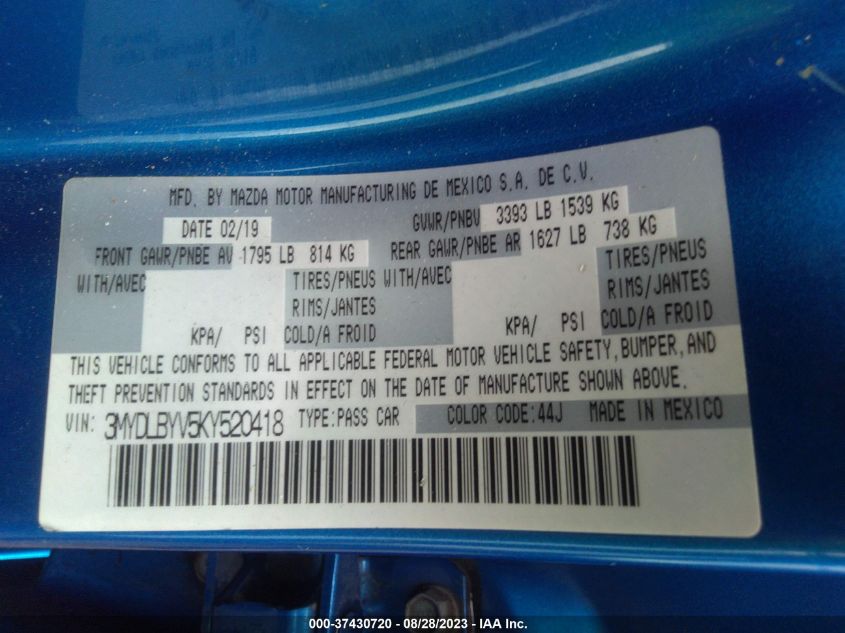 MFD. BY MAZDA MOTOR MANUFACTURING DE MEXICO S.A. DE C.V.
DATE 02/19 GVWR/PNBV 3393 LB 1539 KG
FRONT GAWR/PNBE AV 1795 LB 814 KG REAR GAWR/PNBE AR 1627 LB 738 KG
WITH/AVEC TIRES/PNEUS WITH/AVEC TIRES/PNEUS
RIMS/JANTES RIMS/JANTES
KPA/ PSI COLD/A FROID KPA/ PSI COLD/A FROID
THIS VEHICLE CONFORMS TO ALL APPLICABLE FEDERAL MOTOR VEHICLE SAFETY, BUMPER, AND
THEFT PREVENTION STANDARDS IN EFFECT ON THE DATE OF MANUFACTURE SHOWN ABOVE.
VIN: 3MYDLBYV5KY520418 TYPE:PASS CAR COLOR CODE:44J MADE IN MEXICO
000-37430720 - 08/28/2023 - IAA Inc.